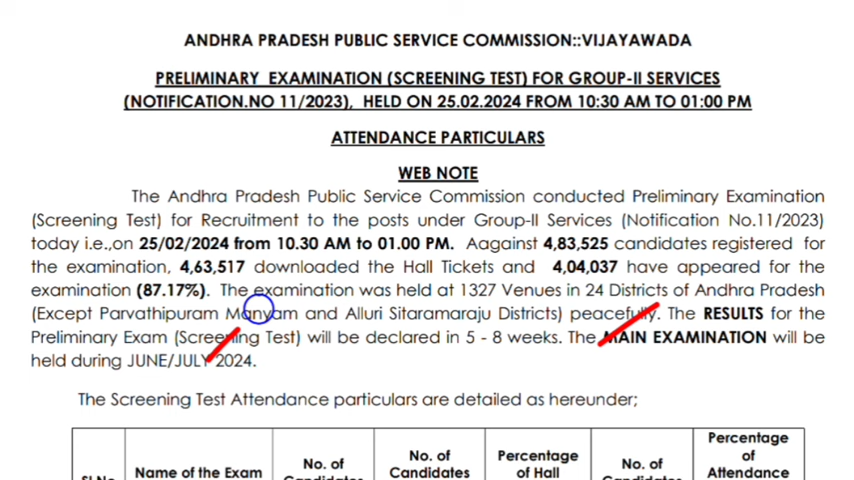 ANDHRA PRADESH PUBLIC SERVICE COMMISSION::VIJAYAWADA
PRELIMINARY EXAMINATION (SCREENING TEST) FOR GROUP-II SERVICES
(NOTIFICATION.NO 11/2023), HELD ON 25.02.2024 FROM 10:30 AM TO 01:00 PM
ATTENDANCE PARTICULARS
WEB NOTE
The Andhra Pradesh Public Service Commission conducted Preliminary Examination
(Screening Test) for Recruitment to the posts under Group-II Services (Notification No.11/2023)
today i.e.,on 25/02/2024 from 10.30 AM to 01.00 PM. Aagainst 4,83,525 candidates registered for
the examination, 4,63,517 downloaded the Hall Tickets and 4,04,037 have appeared for the
examination (87.17%). The examination was held at 1327 Venues in 24 Districts of Andhra Pradesh
(Except Parvathipuram Manyam and Alluri Sitaramaraju Districts) peacefully. The RESULTS for the
Preliminary Exam (Screening Test) will be declared in 5 - 8 weeks. The MAIN EXAMINATION will be
held during JUNE/JULY 2024.
The Screening Test Attendance particulars are detailed as hereunder;
Sl No
Name of the Exam
No. of
Candidates
No. of
Candidates
Percentage
of Hall
No. of
Candidates
Percentage
of
Attendance